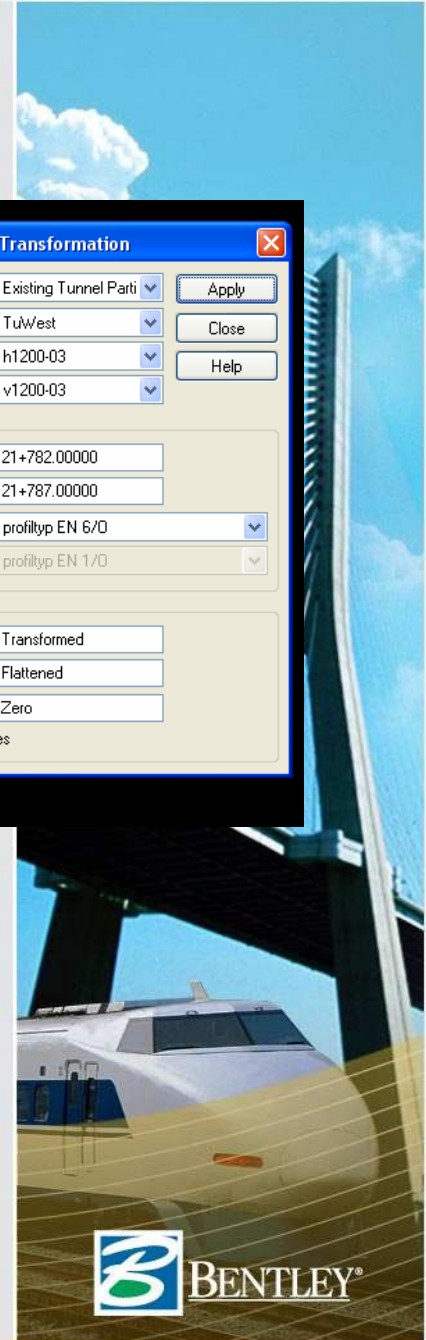 Transformation
Existing Tunnel Parti
Apply
TuWest
Close
h1200-03
Help
v1200-03
21+782.00000
21+787.00000
profiltyp EN 6/0
profiltyp EN 1/0
Transformed
Flattened
Zero
es
BENTLEY®